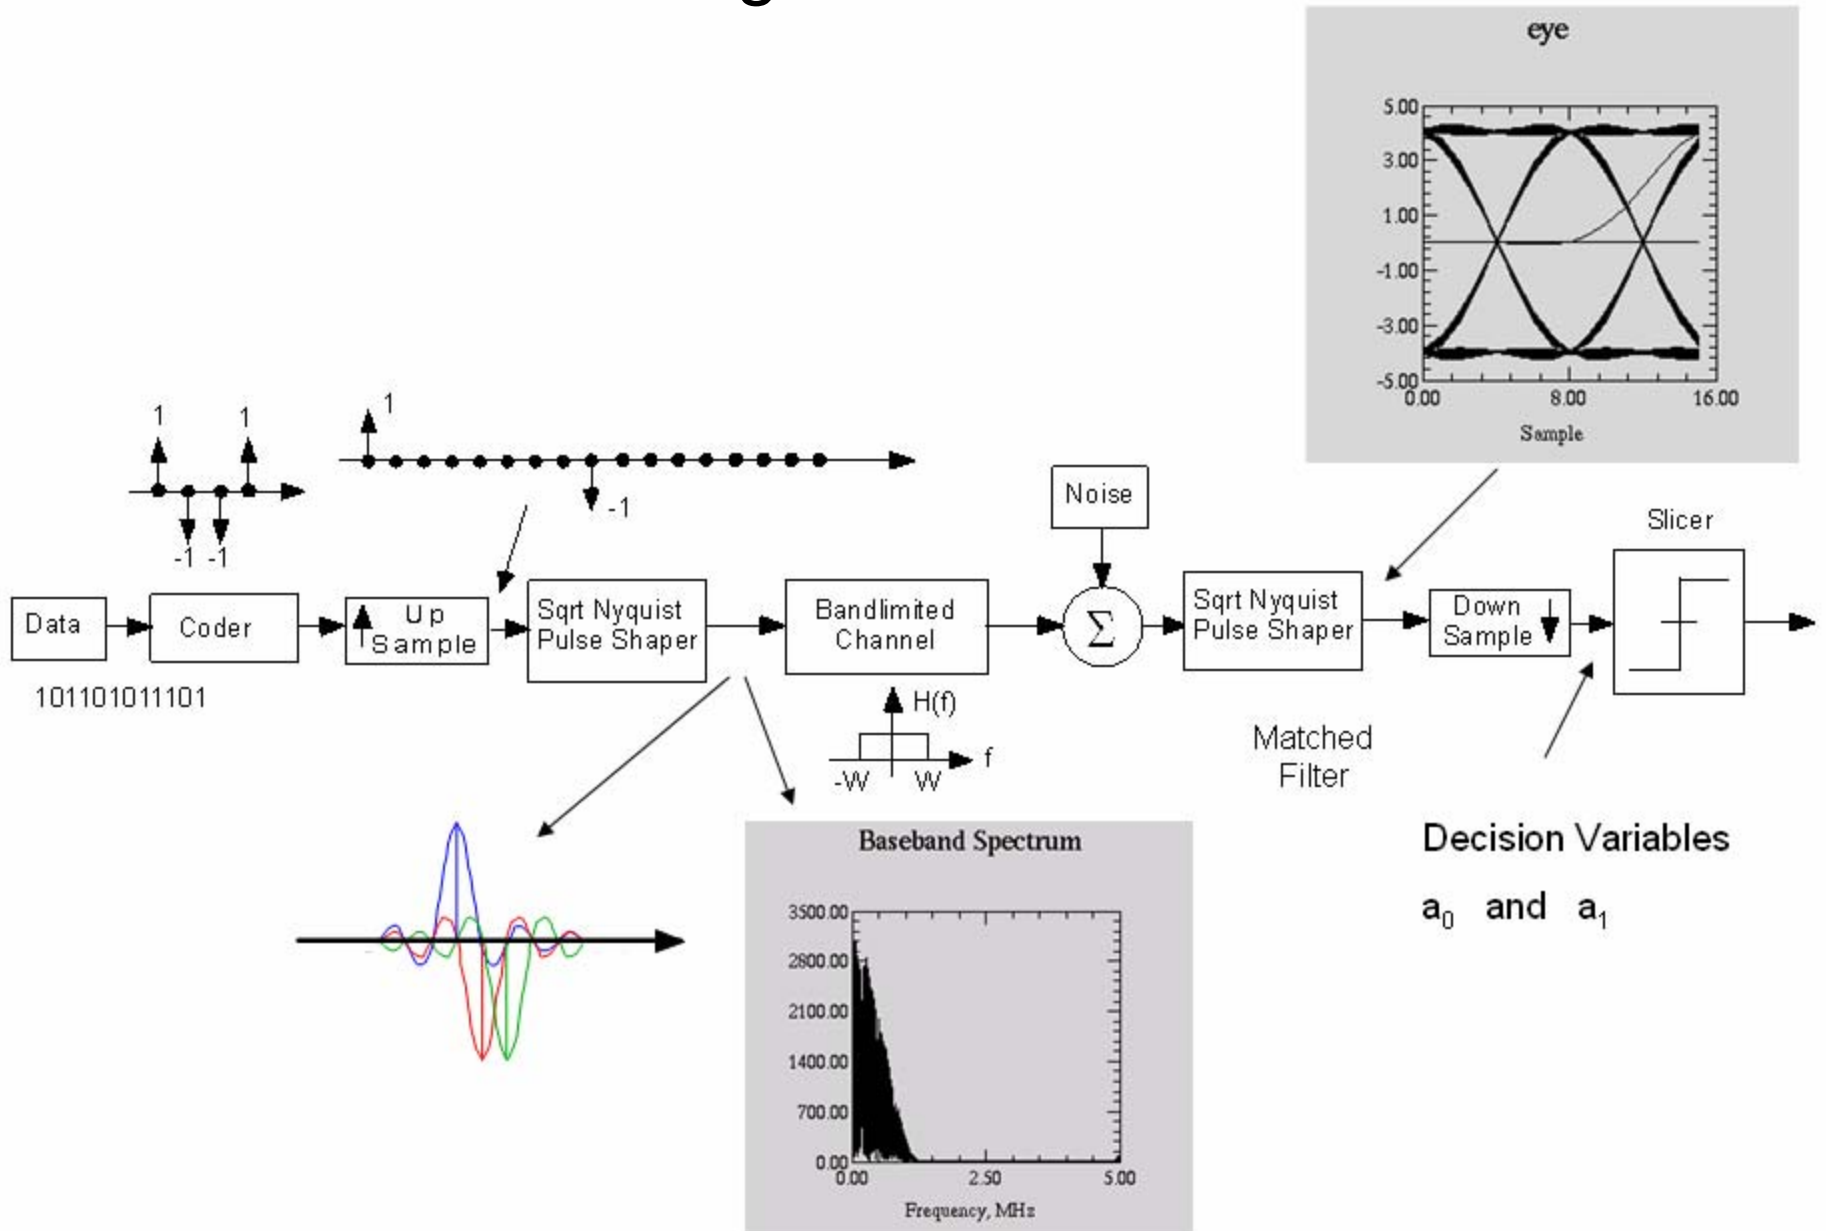 g
eye
5.00
3.00
1.00
-1.00
-3.00
-5.00
0.00 8.00 16.00
Sample
1 1
-1 -1
1
-1
Noise
Slicer
Data
Coder
Up
Sample
Sqrt Nyquist
Pulse Shaper
Bandlimited
Channel
Σ
Sqrt Nyquist
Pulse Shaper
Down
Sample
101101011101
H(f)
f
-W W
Matched
Filter
Decision Variables
a0 and a1
Baseband Spectrum
3500.00
2800.00
2100.00
1400.00
700.00
0.00
0.00 2.50 5.00
Frequency, MHz